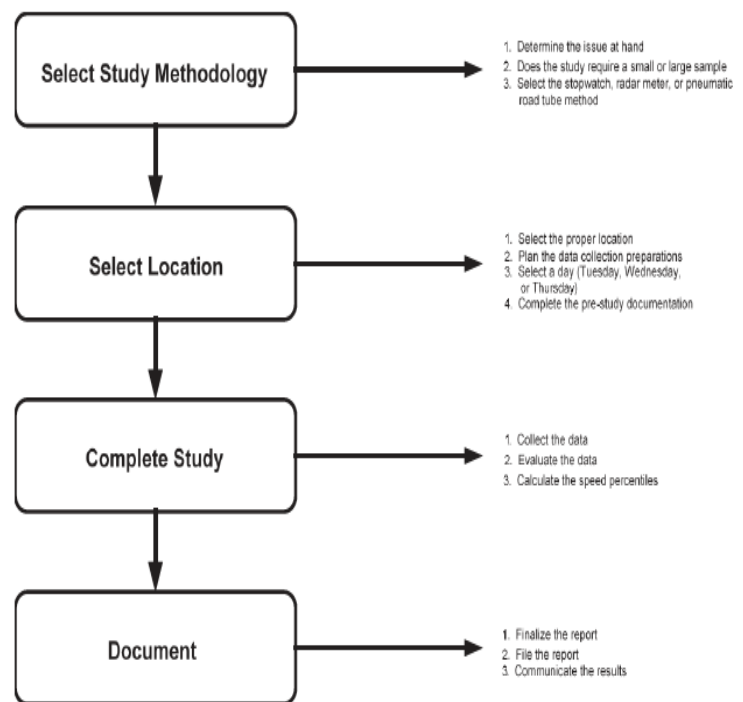 Select Study Methodology
1. Determine the issue at hand
2. Does the study require a small or large sample
3. Select the stopwatch, radar meter, or pneumatic
road tube method
Select Location
1. Select the proper location
2. Plan the data collection preparations
3. Select a day (Tuesday, Wednesday,
or Thursday)
4. Complete the pre-study documentation
Complete Study
1. Collect the data
2. Evaluate the data
3. Calculate the speed percentiles
Document
1. Finalize the report
2. File the report
3. Communicate the results